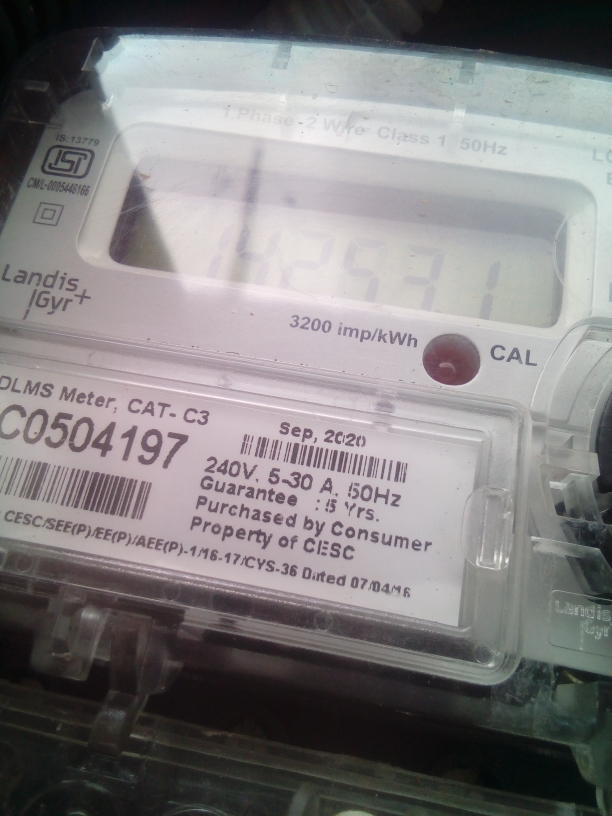 1 Phase 2 Wire Class 1 50Hz
IS:13779
CM/L-0005446166
142531
Landis
Gyr+
3200 imp/kWh
CAL
DLMS Meter, CAT- C3
C0504197
Sep, 2020
240V, 5-30 A, 50Hz
Guarantee : 5 Yrs.
Purchased by Consumer
Property of CESC
CESC/SEE(P)/EE(P)/AEE(P)-1/16-17/CYS-36 Dated 07/04/16
Landis
Gyr